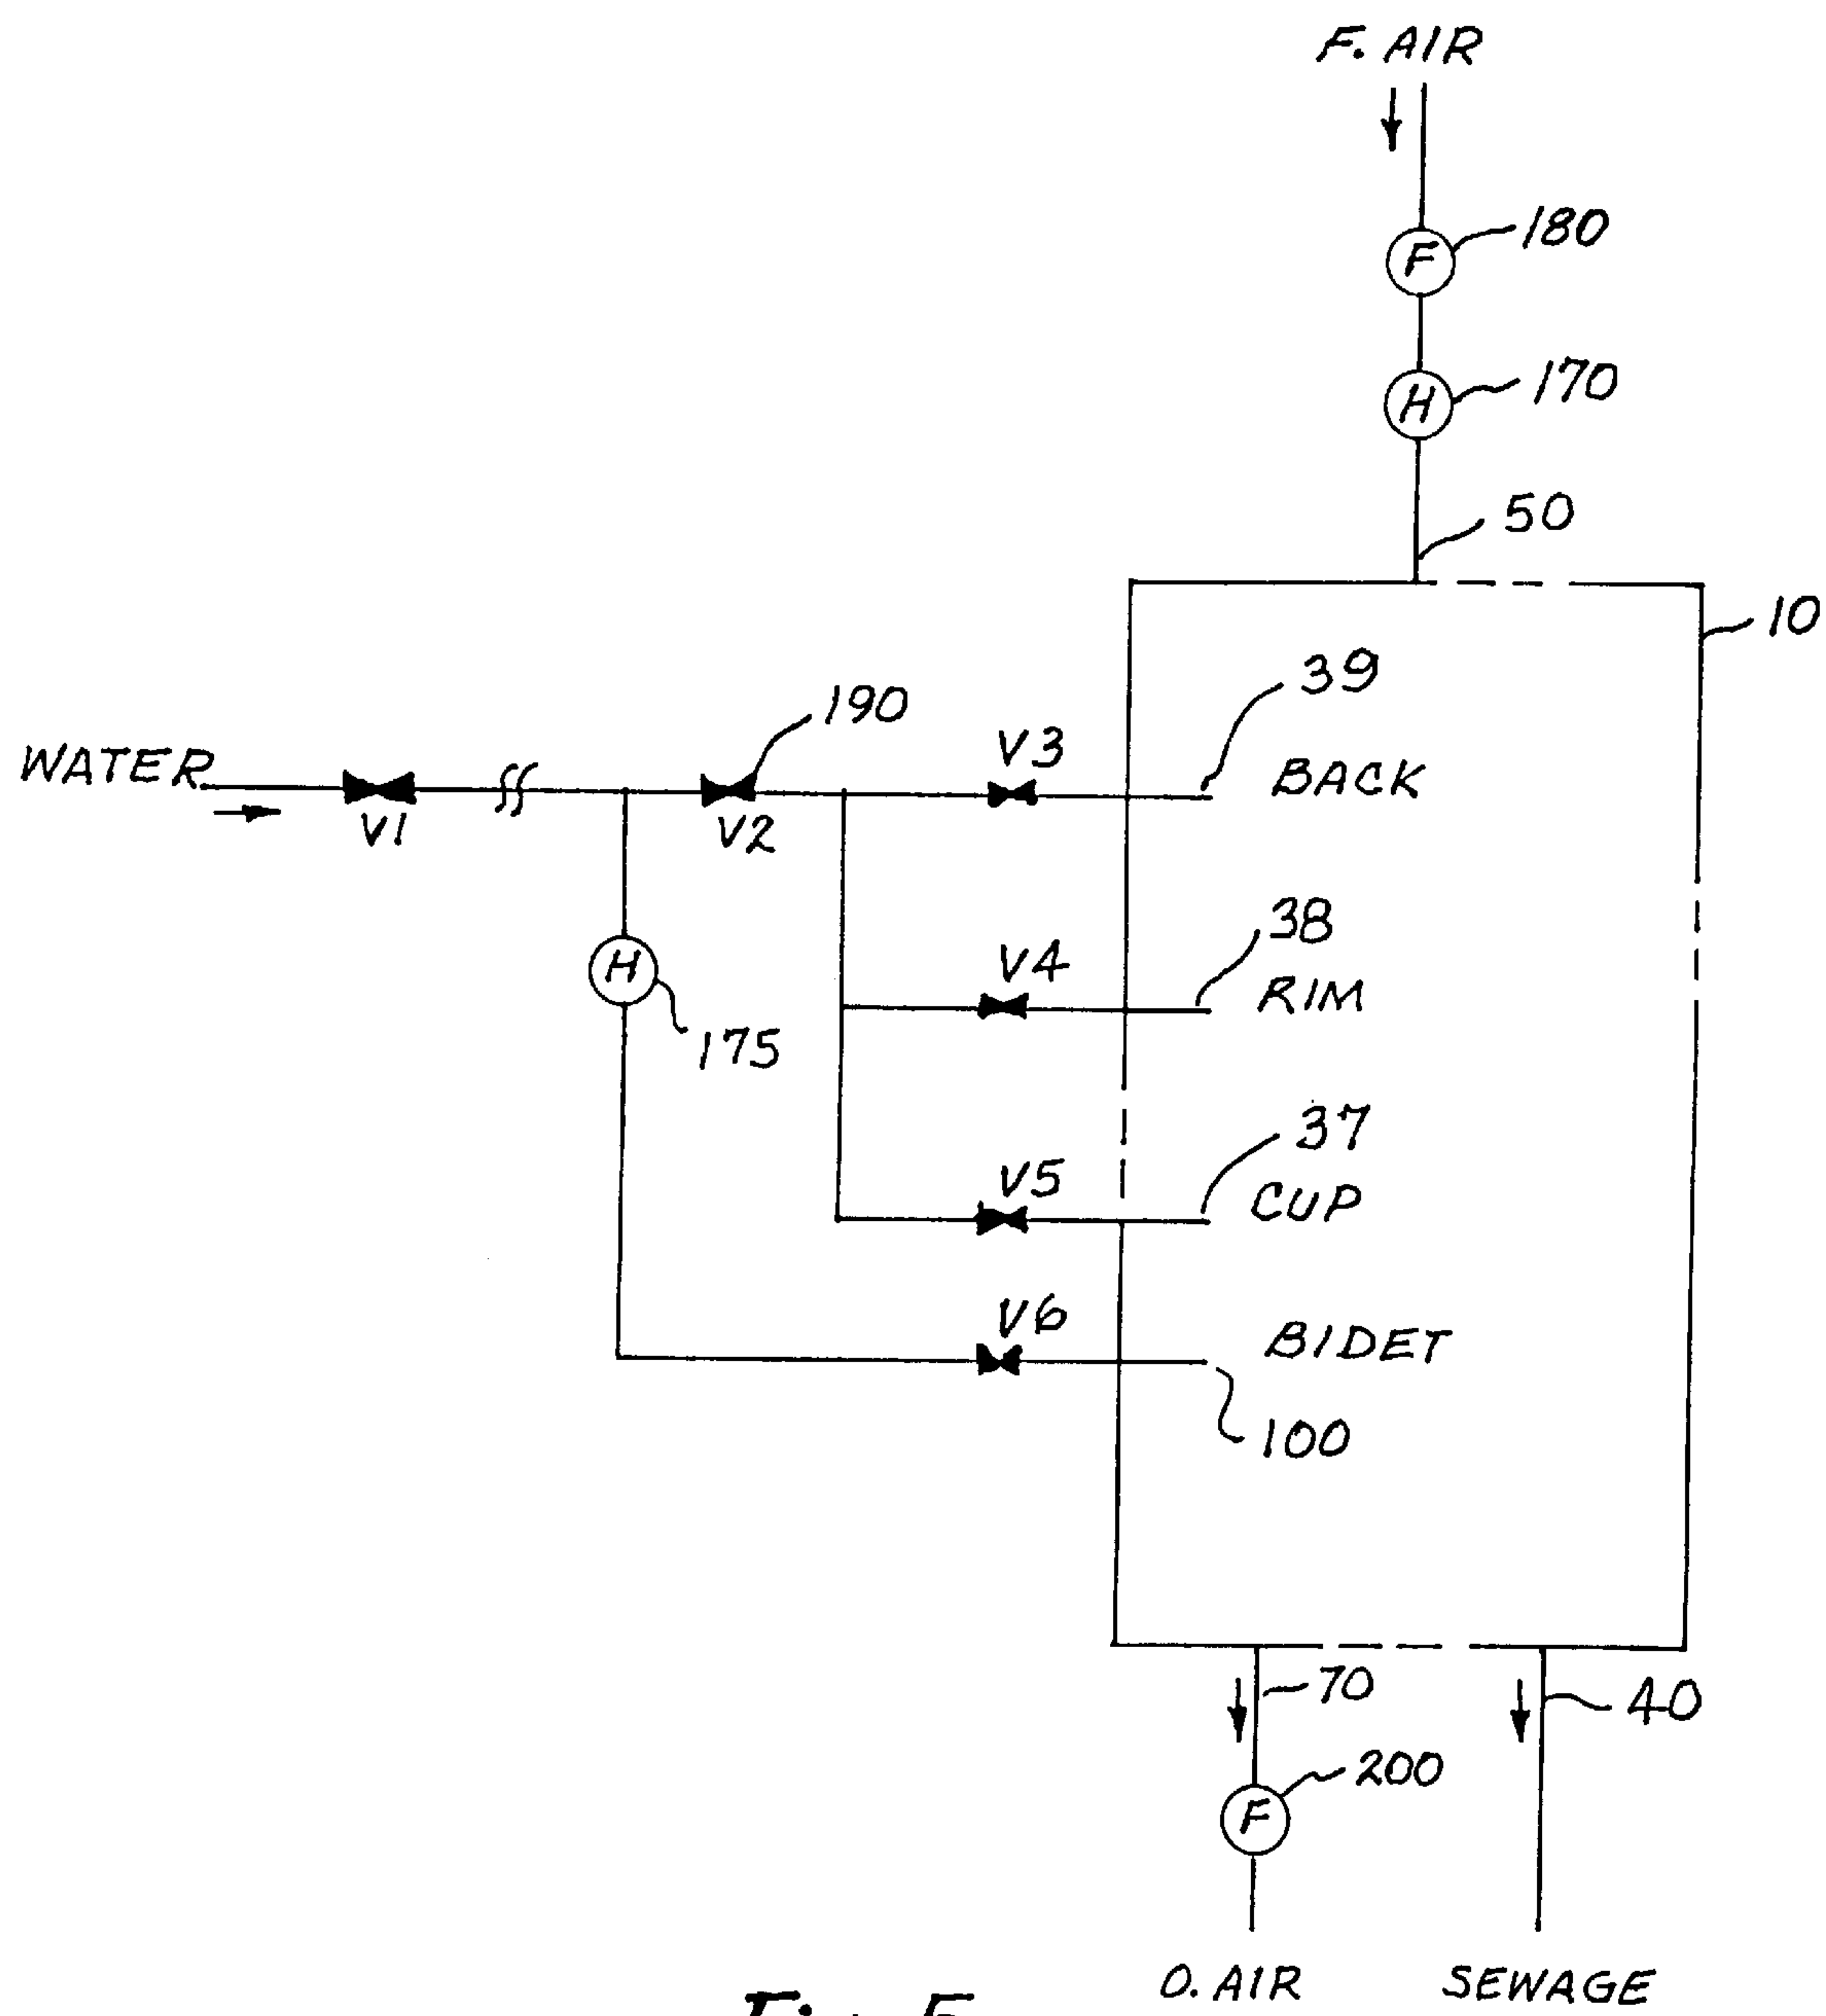 F. AIR
180
F
170
H
50
10
39
190
V3
WATER
BACK
V1
V2
38
V4
H
RIM
175
37
V5
CUP
V6
BIDET
100
70
40
200
F
O. AIR
SEWAGE